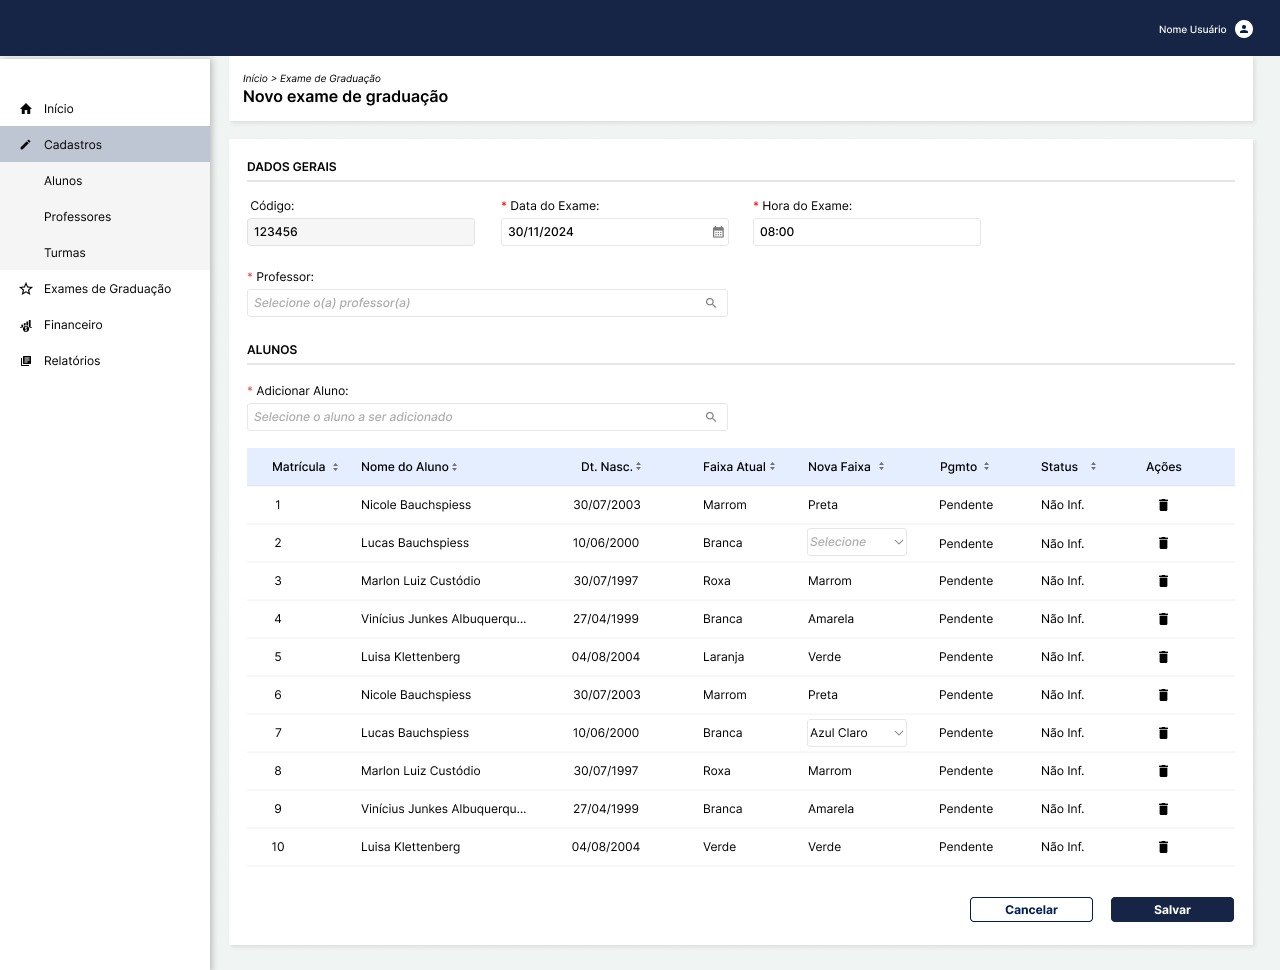 Nome Usuário
Início
Cadastros
Alunos
Professores
Turmas
Exames de Graduação
Financeiro
Relatórios
Início > Exame de Graduação
Novo exame de graduação
DADOS GERAIS
Código: * Data do Exame: * Hora do Exame:
123456 30/11/2024 08:00
* Professor:
Selecione o(a) professor(a)
ALUNOS
* Adicionar Aluno:
Selecione o aluno a ser adicionado
Matrícula Nome do Aluno Dt. Nasc. Faixa Atual Nova Faixa Pgmto Status Ações
1 Nicole Bauchspiess 30/07/2003 Marrom Preta Pendente Não Inf.
2 Lucas Bauchspiess 10/06/2000 Branca Selecione Pendente Não Inf.
3 Marlon Luiz Custódio 30/07/1997 Roxa Marrom Pendente Não Inf.
4 Vinícius Junkes Albuquerqu... 27/04/1999 Branca Amarela Pendente Não Inf.
5 Luisa Klettenberg 04/08/2004 Laranja Verde Pendente Não Inf.
6 Nicole Bauchspiess 30/07/2003 Marrom Preta Pendente Não Inf.
7 Lucas Bauchspiess 10/06/2000 Branca Azul Claro Pendente Não Inf.
8 Marlon Luiz Custódio 30/07/1997 Roxa Marrom Pendente Não Inf.
9 Vinícius Junkes Albuquerqu... 27/04/1999 Branca Amarela Pendente Não Inf.
10 Luisa Klettenberg 04/08/2004 Verde Verde Pendente Não Inf.
Cancelar Salvar